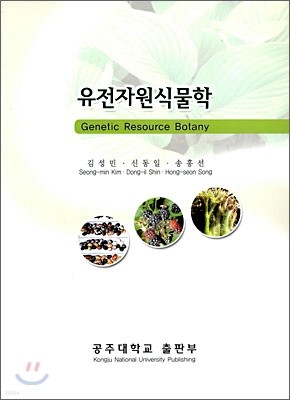 유전자원식물학
Genetic Resource Botany
김성민 · 신동일 · 송홍선
Seong-min Kim · Dong-il Shin · Hong-seon Song
공주대학교 출판부
Kongju National University Publishing